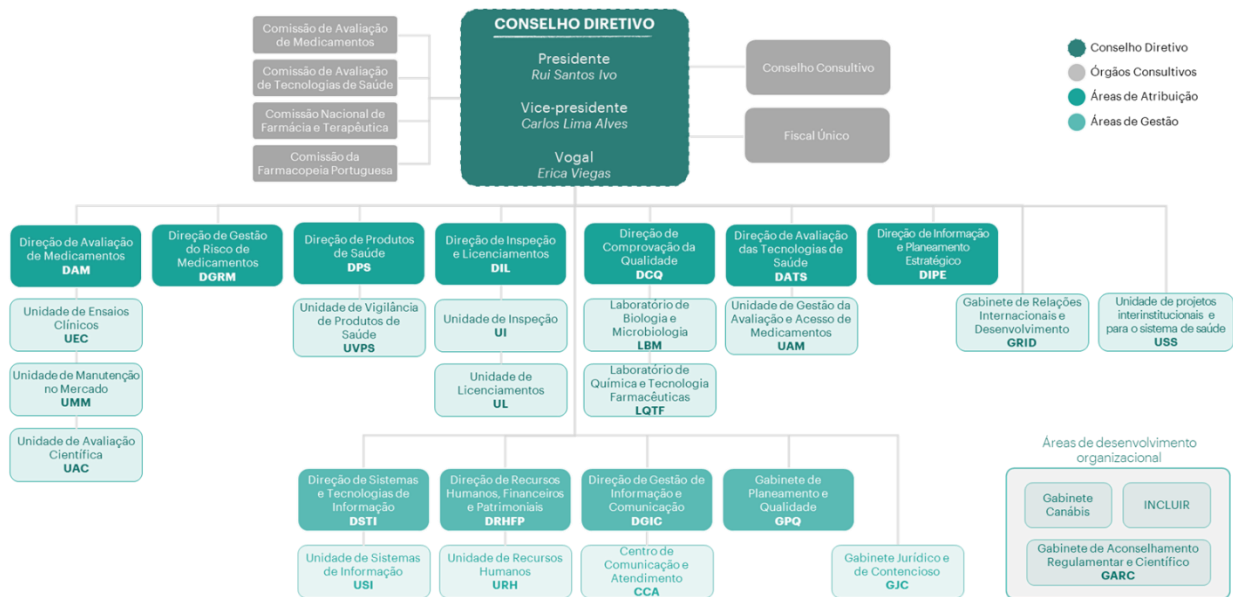 CONSELHO DIRETIVO
Presidente
Rui Santos Ivo
Vice-presidente
Carlos Lima Alves
Vogal
Erica Viegas
Comissão de Avaliação
de Medicamentos
Comissão de Avaliação
de Tecnologias de Saúde
Comissão Nacional de
Farmácia e Terapêutica
Comissão da
Farmacopeia Portuguesa
Conselho Consultivo
Fiscal Único
Conselho Diretivo
Órgãos Consultivos
Áreas de Atribuição
Áreas de Gestão
Direção de Avaliação
de Medicamentos
DAM
Unidade de Ensaios
Clínicos
UEC
Unidade de Manutenção
no Mercado
UMM
Unidade de Avaliação
Científica
UAC
Direção de Gestão
do Risco de
Medicamentos
DGRM
Direção de Produtos
de Saúde
DPS
Unidade de Vigilância
de Produtos de
Saúde
UVPS
Direção de Inspeção
e Licenciamentos
DIL
Unidade de Inspeção
UI
Unidade de
Licenciamentos
UL
Direção de
Comprovação da
Qualidade
DCQ
Laboratório de
Biologia e
Microbiologia
LBM
Laboratório de
Química e Tecnologia
Farmacêuticas
LQTF
Direção de Avaliação
das Tecnologias de
Saúde
DATS
Unidade de Gestão da
Avaliação e Acesso de
Medicamentos
UAM
Direção de Informação
e Planeamento
Estratégico
DIPE
Gabinete de Relações
Internacionais e
Desenvolvimento
GRID
Unidade de projetos
interinstitucionais e
para o sistema de saúde
USS
Direção de Sistemas
e Tecnologias de
Informação
DSTI
Unidade de Sistemas
de Informação
USI
Direção de Recursos
Humanos, Financeiros
e Patrimoniais
DRHFP
Unidade de Recursos
Humanos
URH
Direção de Gestão de
Informação e
Comunicação
DGIC
Centro de
Comunicação e
Atendimento
CCA
Gabinete de
Planeamento e
Qualidade
GPQ
Gabinete Jurídico e
de Contencioso
GJC
Áreas de desenvolvimento
organizacional
Gabinete
Canábis
INCLUIR
Gabinete de Aconselhamento
Regulamentar e Científico
GARC